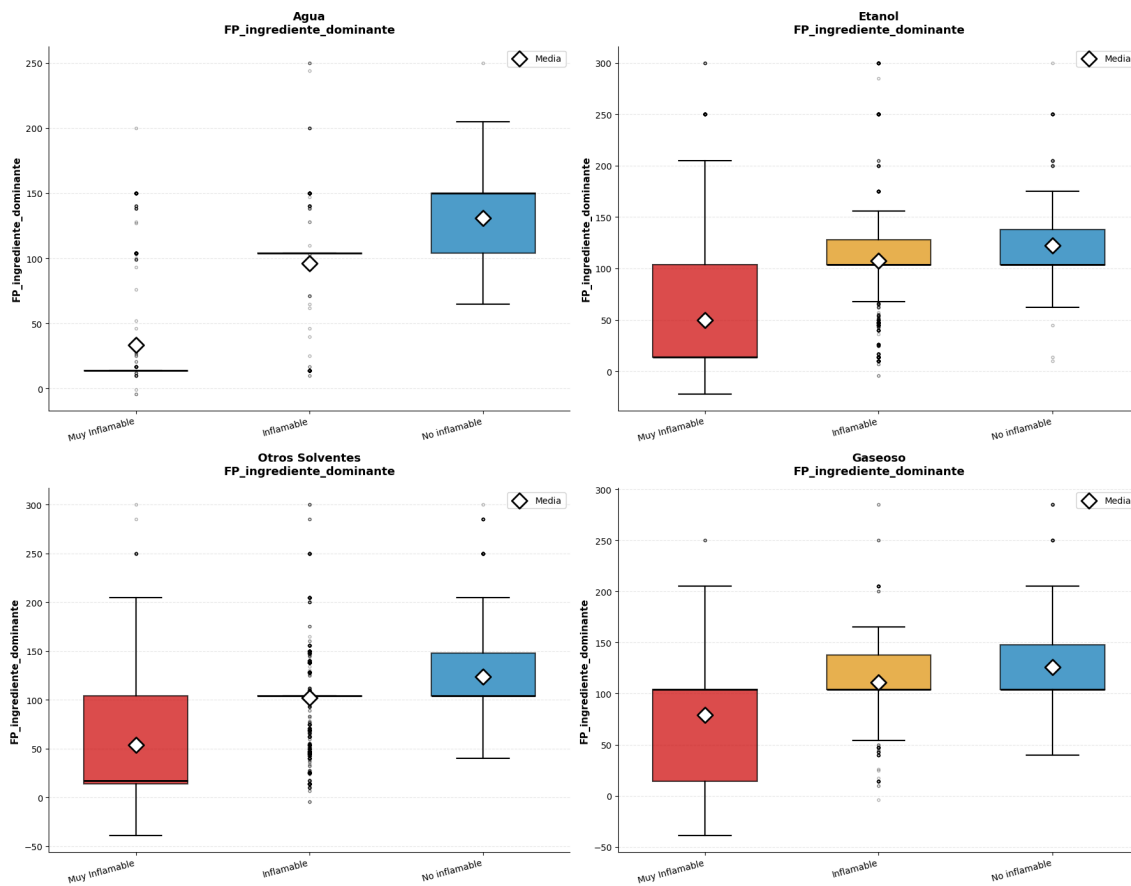 Agua
FP_ingrediente_dominante
Media
250
200
150
100
50
0
FP_ingrediente_dominante
Muy Inflamable
Inflamable
No inflamable
Etanol
FP_ingrediente_dominante
Media
300
250
200
150
100
50
0
FP_ingrediente_dominante
Muy Inflamable
Inflamable
No inflamable
Otros Solventes
FP_ingrediente_dominante
Media
300
250
200
150
100
50
0
−50
FP_ingrediente_dominante
Muy Inflamable
Inflamable
No inflamable
Gaseoso
FP_ingrediente_dominante
Media
300
250
200
150
100
50
0
−50
FP_ingrediente_dominante
Muy Inflamable
Inflamable
No inflamable